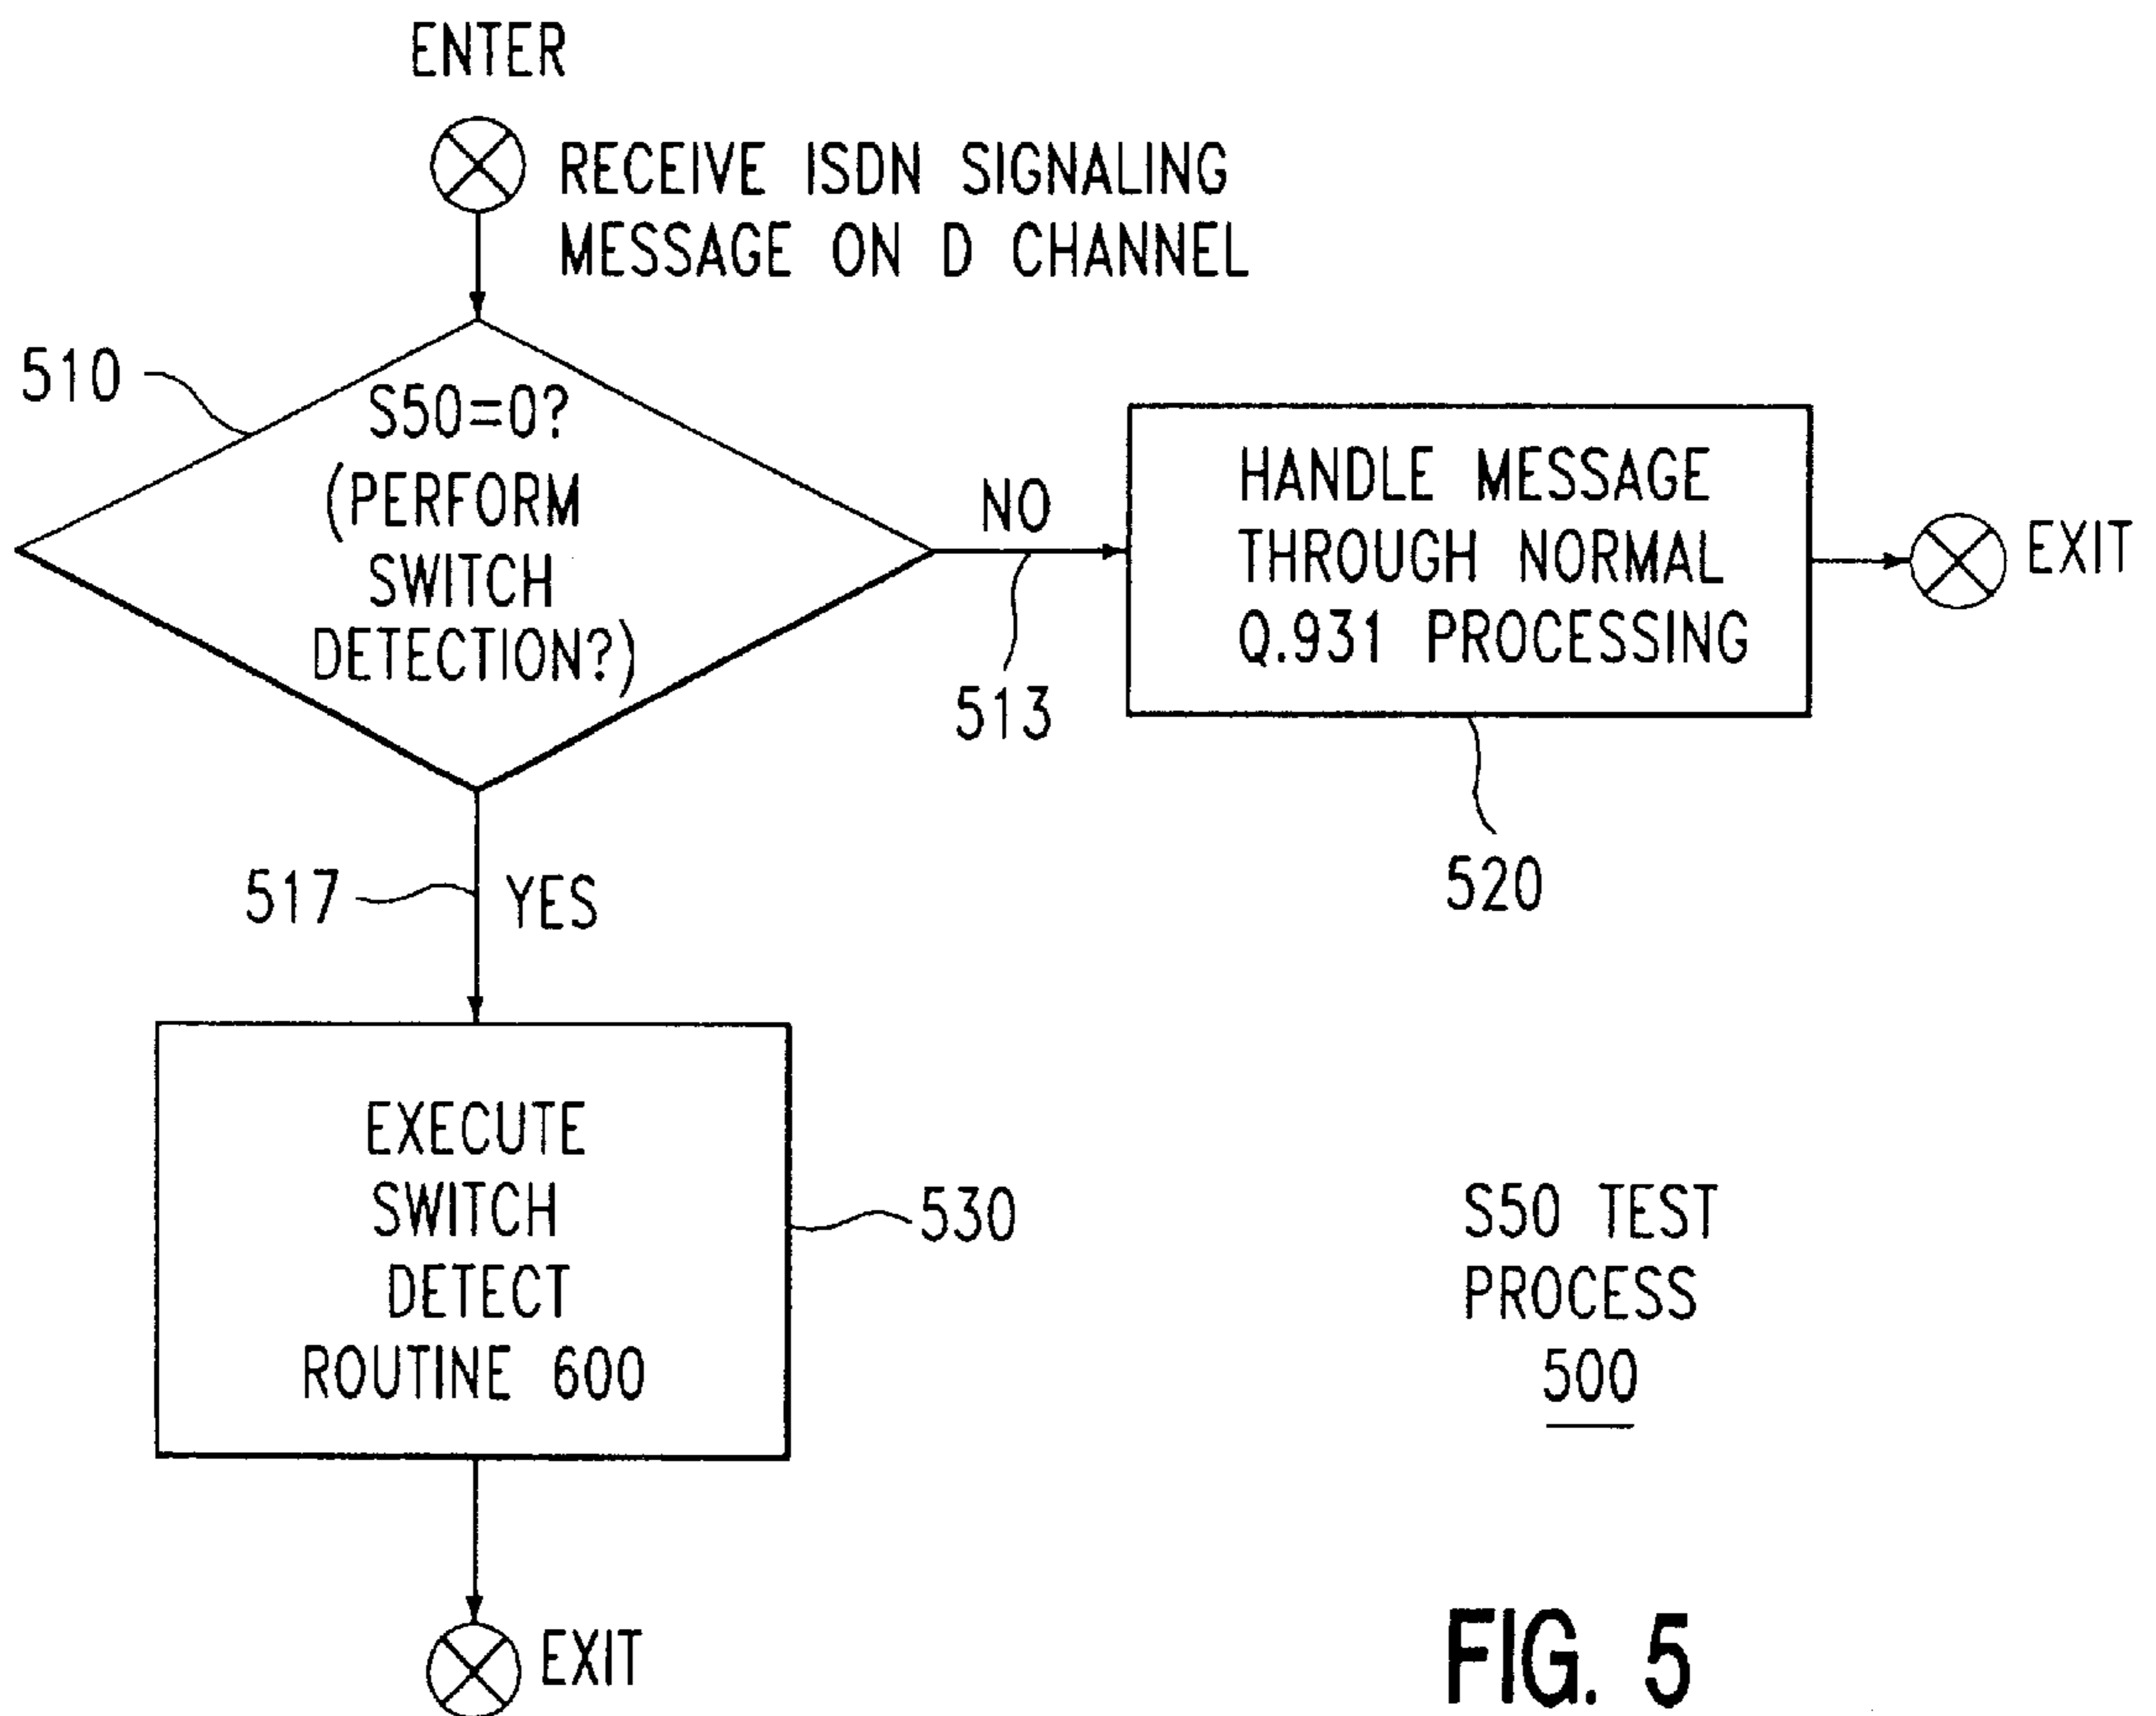 ENTER
RECEIVE ISDN SIGNALING
MESSAGE ON D CHANNEL
510
S50=0?
(PERFORM
SWITCH
DETECTION?)
NO
513
HANDLE MESSAGE
THROUGH NORMAL
Q.931 PROCESSING
EXIT
520
517
YES
EXECUTE
SWITCH
DETECT
ROUTINE 600
530
S50 TEST
PROCESS
500
EXIT
FIG. 5